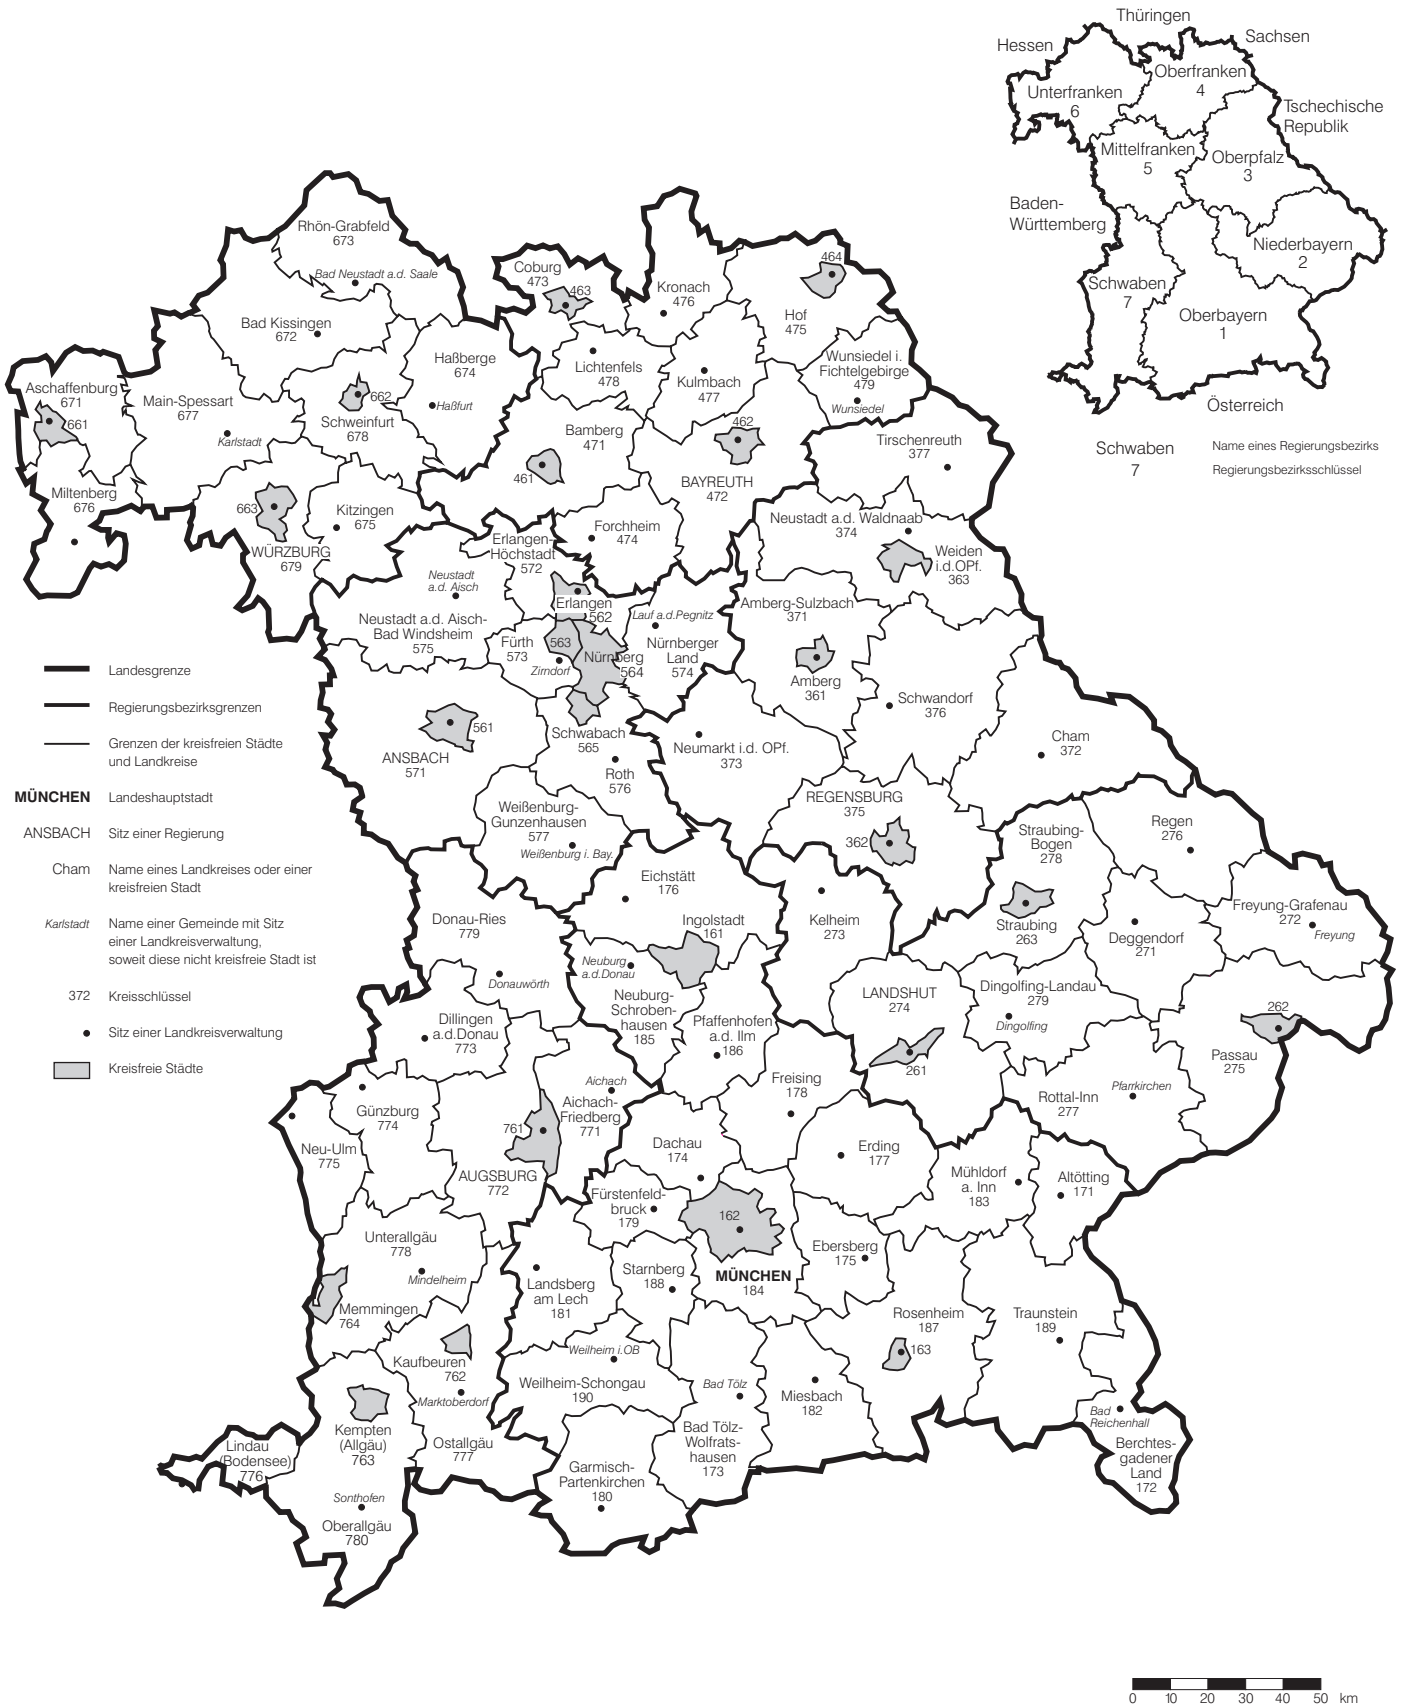 Thüringen
Hessen
Sachsen
Oberfranken
4
Unterfranken
6
Tschechische
Republik
Mittelfranken
5
Oberpfalz
3
Baden-
Württemberg
Niederbayern
2
Schwaben
7
Oberbayern
1
Österreich
Schwaben
7
Name eines Regierungsbezirks
Regierungsbezirksschlüssel
Rhön-Grabfeld
673
Bad Neustadt a.d. Saale
Coburg
473
463
464
Kronach
476
Hof
475
Bad Kissingen
672
Haßberge
674
Haßfurt
Lichtenfels
478
Kulmbach
477
Wunsiedel i.
Fichtelgebirge
479
Wunsiedel
Aschaffenburg
671
661
Main-Spessart
677
Karlstadt
662
Schweinfurt
678
Bamberg
471
461
462
BAYREUTH
472
Tirschenreuth
377
Miltenberg
676
663
WÜRZBURG
679
Kitzingen
675
Erlangen-
Höchstadt
572
Forchheim
474
Neustadt a.d. Waldnaab
374
Weiden
i.d.OPf.
363
Neustadt
a.d. Aisch
Neustadt a.d. Aisch-
Bad Windsheim
575
Erlangen
562
Lauf a.d.Pegnitz
Nürnberger
Land
574
Amberg-Sulzbach
371
Fürth
573
563
Zirndorf
Nürnberg
564
Amberg
361
Schwandorf
376
561
ANSBACH
571
Schwabach
565
Roth
576
Neumarkt i.d. OPf.
373
Cham
372
Weißenburg-
Gunzenhausen
577
Weißenburg i. Bay.
REGENSBURG
375
362
Straubing-
Bogen
278
Regen
276
Eichstätt
176
Ingolstadt
161
Kelheim
273
Straubing
263
Deggendorf
271
Freyung-Grafenau
272
Freyung
Donau-Ries
779
Donauwörth
Neuburg
a.d.Donau
Neuburg-
Schroben-
hausen
185
Pfaffenhofen
a.d. Ilm
186
LANDSHUT
274
261
Dingolfing-Landau
279
Dingolfing
262
Passau
275
Dillingen
a.d.Donau
773
Aichach
Aichach-
Friedberg
771
Freising
178
Rottal-Inn
277
Pfarrkirchen
Günzburg
774
Neu-Ulm
775
761
AUGSBURG
772
Dachau
174
Erding
177
Mühldorf
a. Inn
183
Altötting
171
Fürstenfeld-
bruck
179
162
MÜNCHEN
184
Ebersberg
175
Unterallgäu
778
Mindelheim
Memmingen
764
Landsberg
am Lech
181
Starnberg
188
Rosenheim
187
163
Traunstein
189
Kaufbeuren
762
Marktoberdorf
Weilheim i.OB
Weilheim-Schongau
190
Bad Tölz
Bad Tölz-
Wolfrats-
hausen
173
Miesbach
182
Bad
Reichenhall
Berchtes-
gadener
Land
172
Kempten
(Allgäu)
763
Lindau
(Bodensee)
776
Ostallgäu
777
Garmisch-
Partenkirchen
180
Sonthofen
Oberallgäu
780
Landesgrenze
Regierungsbezirksgrenzen
Grenzen der kreisfreien Städte
und Landkreise
MÜNCHEN Landeshauptstadt
ANSBACH Sitz einer Regierung
Cham Name eines Landkreises oder einer
kreisfreien Stadt
Karlstadt Name einer Gemeinde mit Sitz
einer Landkreisverwaltung,
soweit diese nicht kreisfreie Stadt ist
372 Kreisschlüssel
Sitz einer Landkreisverwaltung
Kreisfreie Städte
0 10 20 30 40 50 km